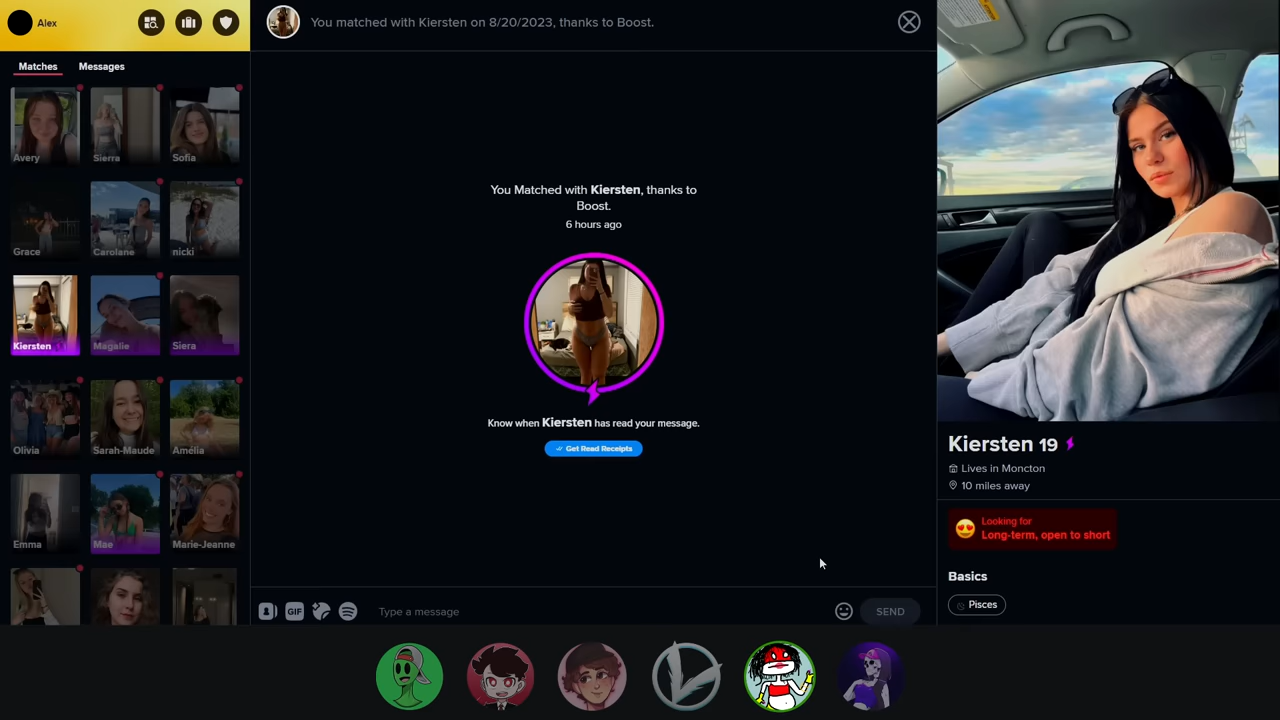 Alex
You matched with Kiersten on 8/20/2023, thanks to Boost.
Matches Messages
Avery Sierra Sofia
Grace Carolane nicki
Kiersten Magalie Siera
Olivia Sarah-Maude Amélia
Emma Mae Marie-Jeanne
You Matched with Kiersten, thanks to
Boost.
6 hours ago
Know when Kiersten has read your message.
Get Read Receipts
GIF Type a message SEND
Kiersten 19
Lives in Moncton
10 miles away
Looking for
Long-term, open to short
Basics
Pisces